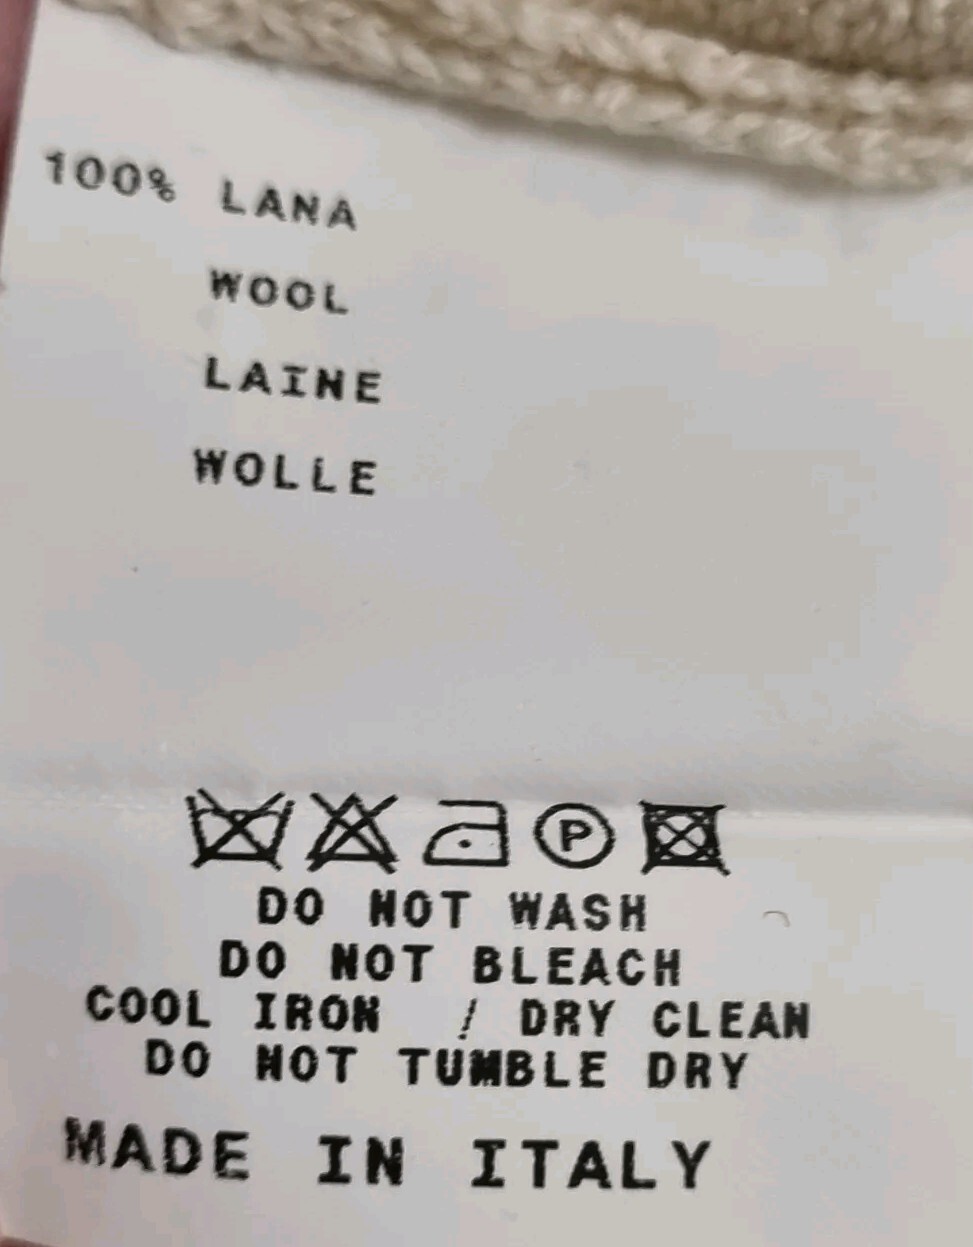 100% LANA
WOOL
LAINE
WOLLE
P
DO NOT WASH
DO NOT BLEACH
COOL IRON / DRY CLEAN
DO NOT TUMBLE DRY
MADE IN ITALY